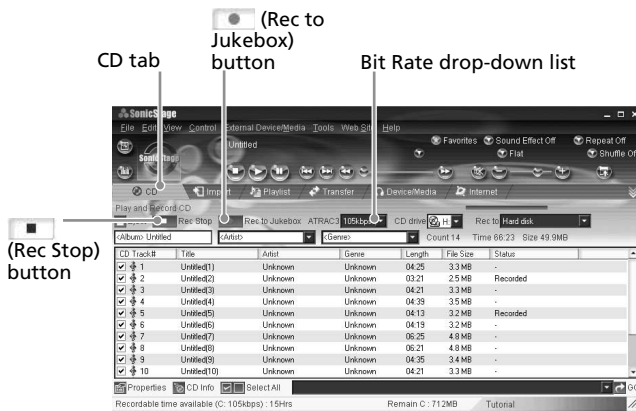 (Rec to
Jukebox)
button
CD tab
Bit Rate drop-down list
SonicStage
File Edit View Control External Device/Media Tools Web Site Help
Untitled
Favorites Sound Effect Off Repeat Off
Flat Shuffle Of
SonicStage
CD Import Playlist Transfer Device/Media Internet
Play and Record CD
Rec Stop Rec to Jukebox ATRAC3 105kbps CD drive H: Rec to Hard disk
(Rec Stop)
button
<Album> Untitled <Artist> <Genre> Count 14 Time 66:23 Size 49.9MB
CD Track# Title Artist Genre Length File Size Status
1 Untitled(1) Unknown Unknown 04:25 3.3 MB -
2 Untitled(2) Unknown Unknown 03:21 2.5 MB Recorded
3 Untitled(3) Unknown Unknown 04:21 3.3 MB -
4 Untitled(4) Unknown Unknown 04:39 3.5 MB -
5 Untitled(5) Unknown Unknown 04:13 3.2 MB Recorded
6 Untitled(6) Unknown Unknown 04:19 3.2 MB -
7 Untitled(7) Unknown Unknown 06:25 4.8 MB -
8 Untitled(8) Unknown Unknown 06:21 4.8 MB -
9 Untitled(9) Unknown Unknown 04:35 3.4 MB -
10 Untitled(10) Unknown Unknown 04:21 3.3 MB -
Properties CD Info Select All GO
Recordable time available (C: 105kbps) : 15Hrs Remain C : 712MB Tutorial